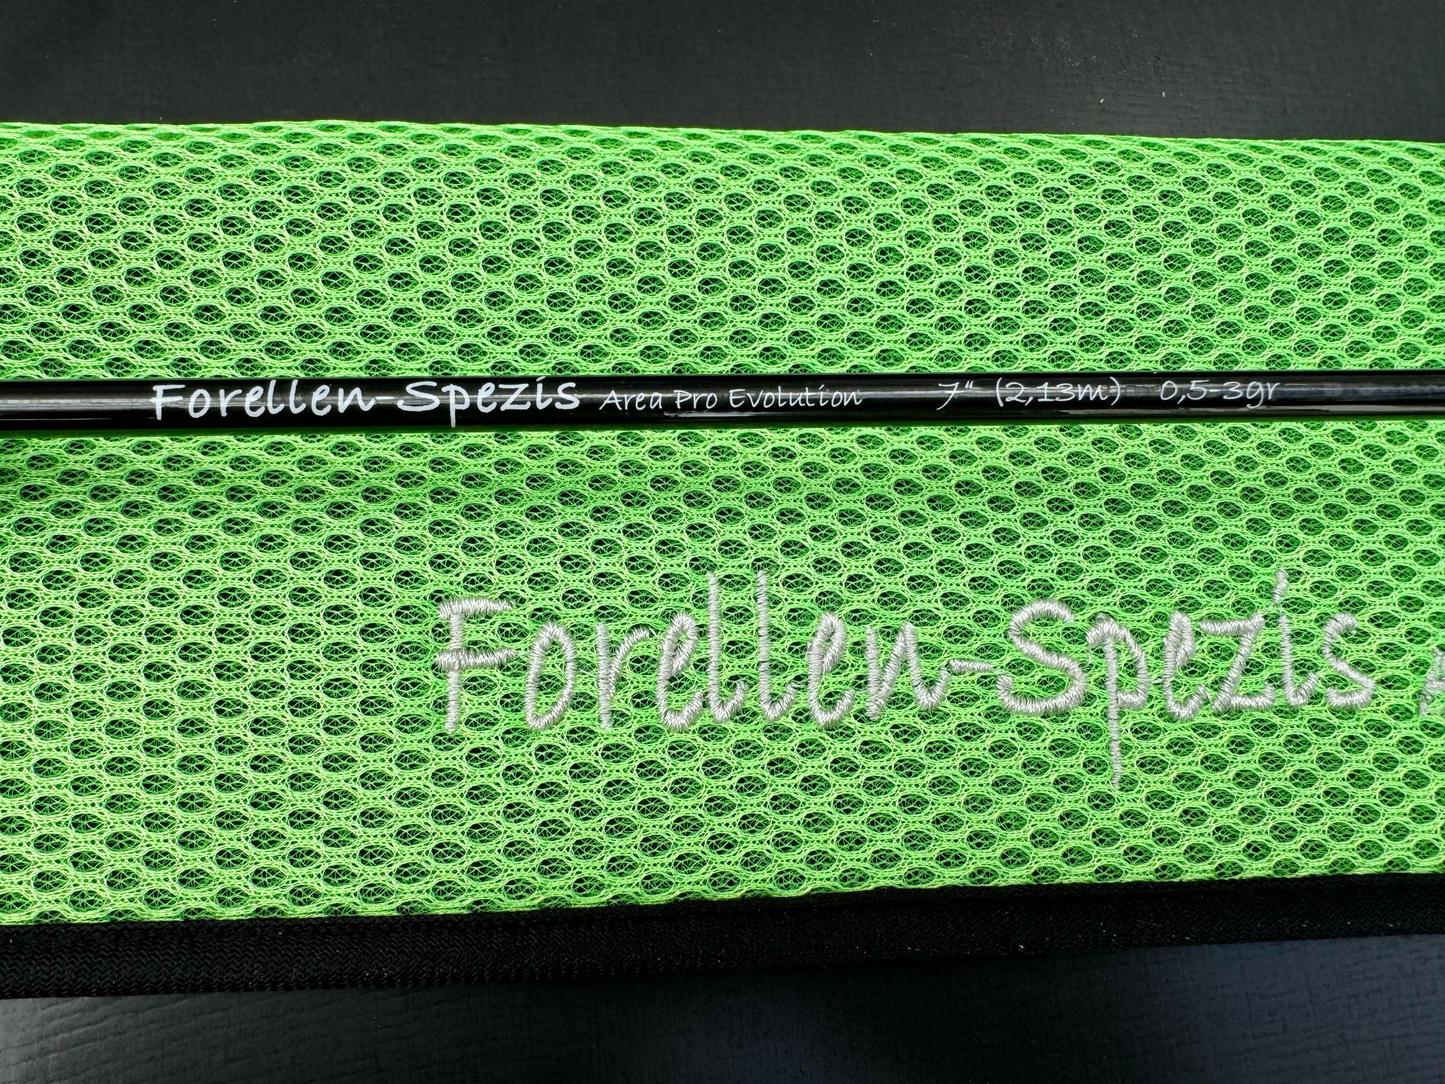 Forellen-Spezis Area Pro Evolution 7“ (2,13m) 0,5-3gr
Forellen-Spezis